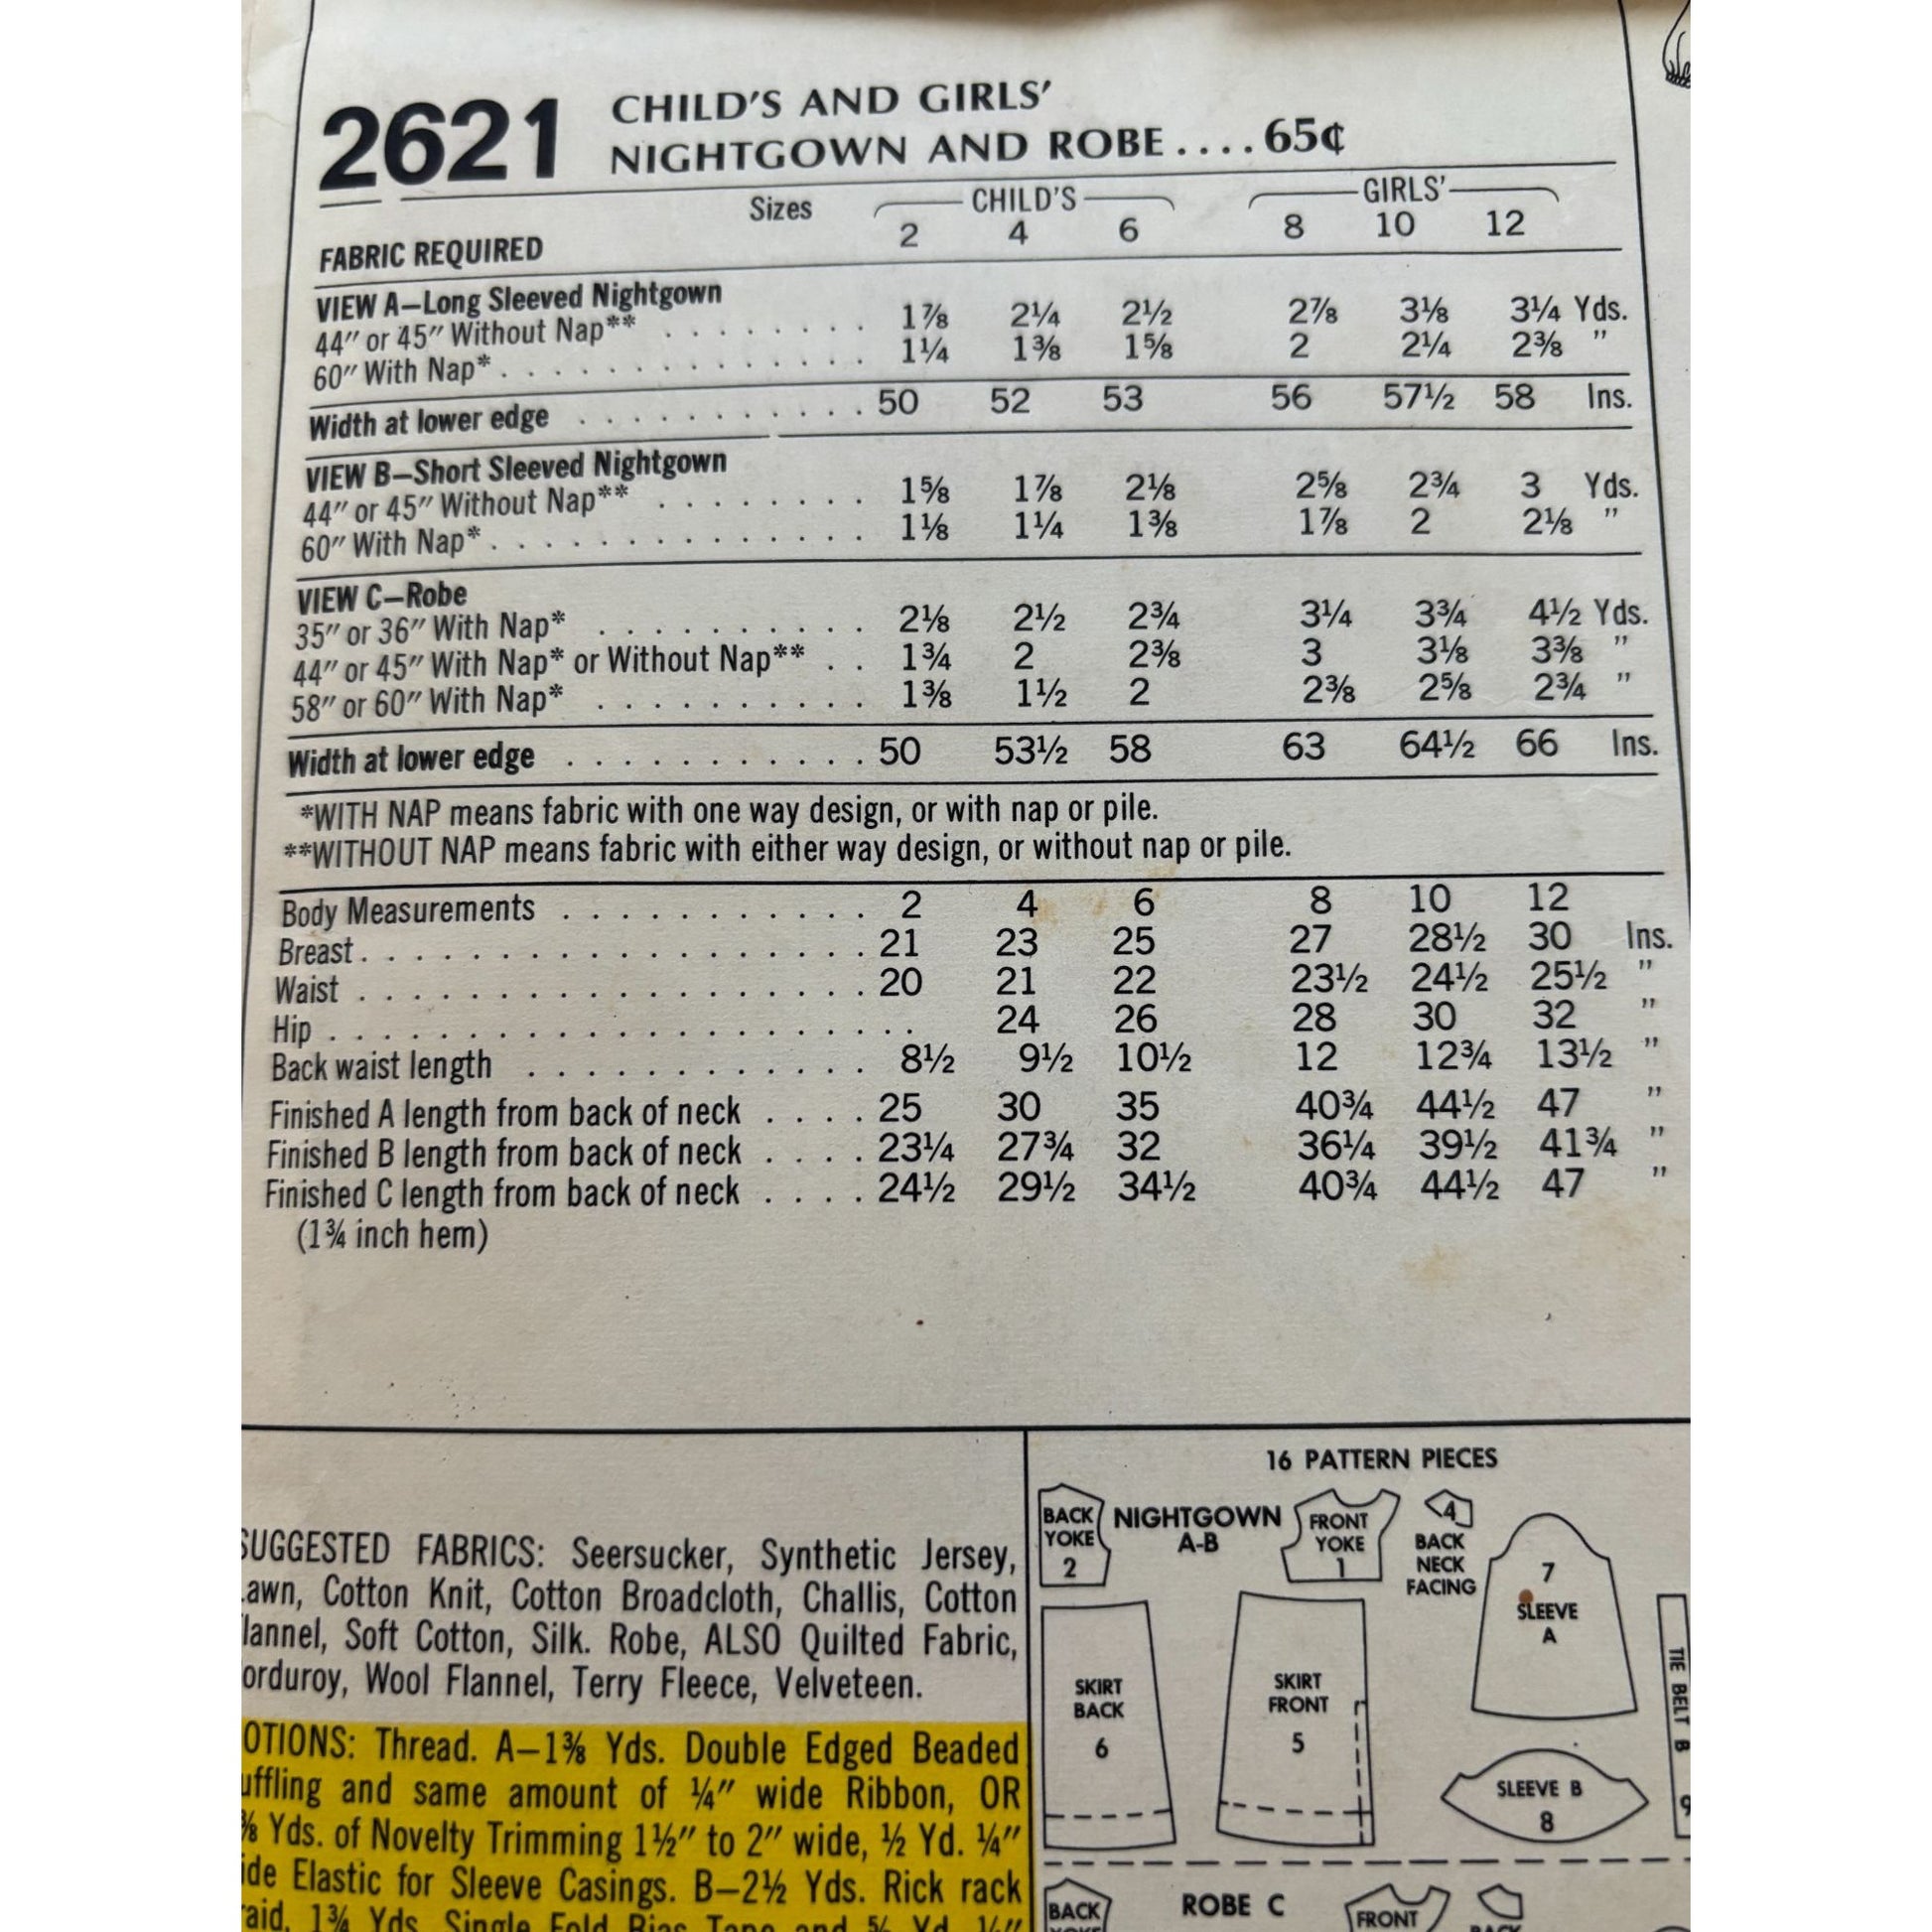 2621 CHILD'S AND GIRLS'
NIGHTGOWN AND ROBE .... 65¢
Sizes CHILD'S GIRLS'
FABRIC REQUIRED 2 4 6 8 10 12
VIEW A—Long Sleeved Nightgown
44" or 45" Without Nap** . . . . . . . . 1⅞ 2¼ 2½ 2⅞ 3⅛ 3¼ Yds.
60" With Nap* . . . . . . . . . . . . . . 1¼ 1⅜ 1⅝ 2 2¼ 2⅜ "
Width at lower edge . . . . . . . . . . . . 50 52 53 56 57½ 58 Ins.
VIEW B—Short Sleeved Nightgown
44" or 45" Without Nap** . . . . . . . . 1⅝ 1⅞ 2⅛ 2⅝ 2¾ 3 Yds.
60" With Nap* . . . . . . . . . . . . . . 1⅛ 1¼ 1⅜ 1⅞ 2 2⅛ "
VIEW C—Robe
35" or 36" With Nap* . . . . . . . . . . 2⅛ 2½ 2¾ 3¼ 3¾ 4½ Yds.
44" or 45" With Nap* or Without Nap** . . 1¾ 2 2⅜ 3 3⅛ 3⅜ "
58" or 60" With Nap* . . . . . . . . . . 1⅜ 1½ 2 2⅜ 2⅝ 2¾ "
Width at lower edge . . . . . . . . . . . . 50 53½ 58 63 64½ 66 Ins.
*WITH NAP means fabric with one way design, or with nap or pile.
**WITHOUT NAP means fabric with either way design, or without nap or pile.
Body Measurements . . . . . . . . . . . . 2 4 6 8 10 12
Breast . . . . . . . . . . . . . . . . . . . 21 23 25 27 28½ 30 Ins.
Waist . . . . . . . . . . . . . . . . . . . 20 21 22 23½ 24½ 25½ "
Hip . . . . . . . . . . . . . . . . . . . . . . 24 26 28 30 32 "
Back waist length . . . . . . . . . . . . . 8½ 9½ 10½ 12 12¾ 13½ "
Finished A length from back of neck . . . . 25 30 35 40¾ 44½ 47 "
Finished B length from back of neck . . . . 23¼ 27¾ 32 36¼ 39½ 41¾ "
Finished C length from back of neck . . . . 24½ 29½ 34½ 40¾ 44½ 47 "
(1¾ inch hem)
SUGGESTED FABRICS: Seersucker, Synthetic Jersey,
Lawn, Cotton Knit, Cotton Broadcloth, Challis, Cotton
lannel, Soft Cotton, Silk. Robe, ALSO Quilted Fabric,
orduroy, Wool Flannel, Terry Fleece, Velveteen.
OTIONS: Thread. A—1⅜ Yds. Double Edged Beaded
uffling and same amount of ¼" wide Ribbon, OR
Yds. of Novelty Trimming 1½" to 2" wide, ½ Yd. ¼"
ide Elastic for Sleeve Casings. B—2½ Yds. Rick rack
raid, 1¾ Yds. Single Fold Bias Tape and
16 PATTERN PIECES
NIGHTGOWN
A-B
BACK
YOKE
2
FRONT
YOKE
1
4
BACK
NECK
FACING
7
SLEEVE
A
SKIRT
BACK
6
SKIRT
FRONT
5
SLEEVE B
8
TIE BELT B
9
BACK
YOKE
ROBE C
FRONT
BACK